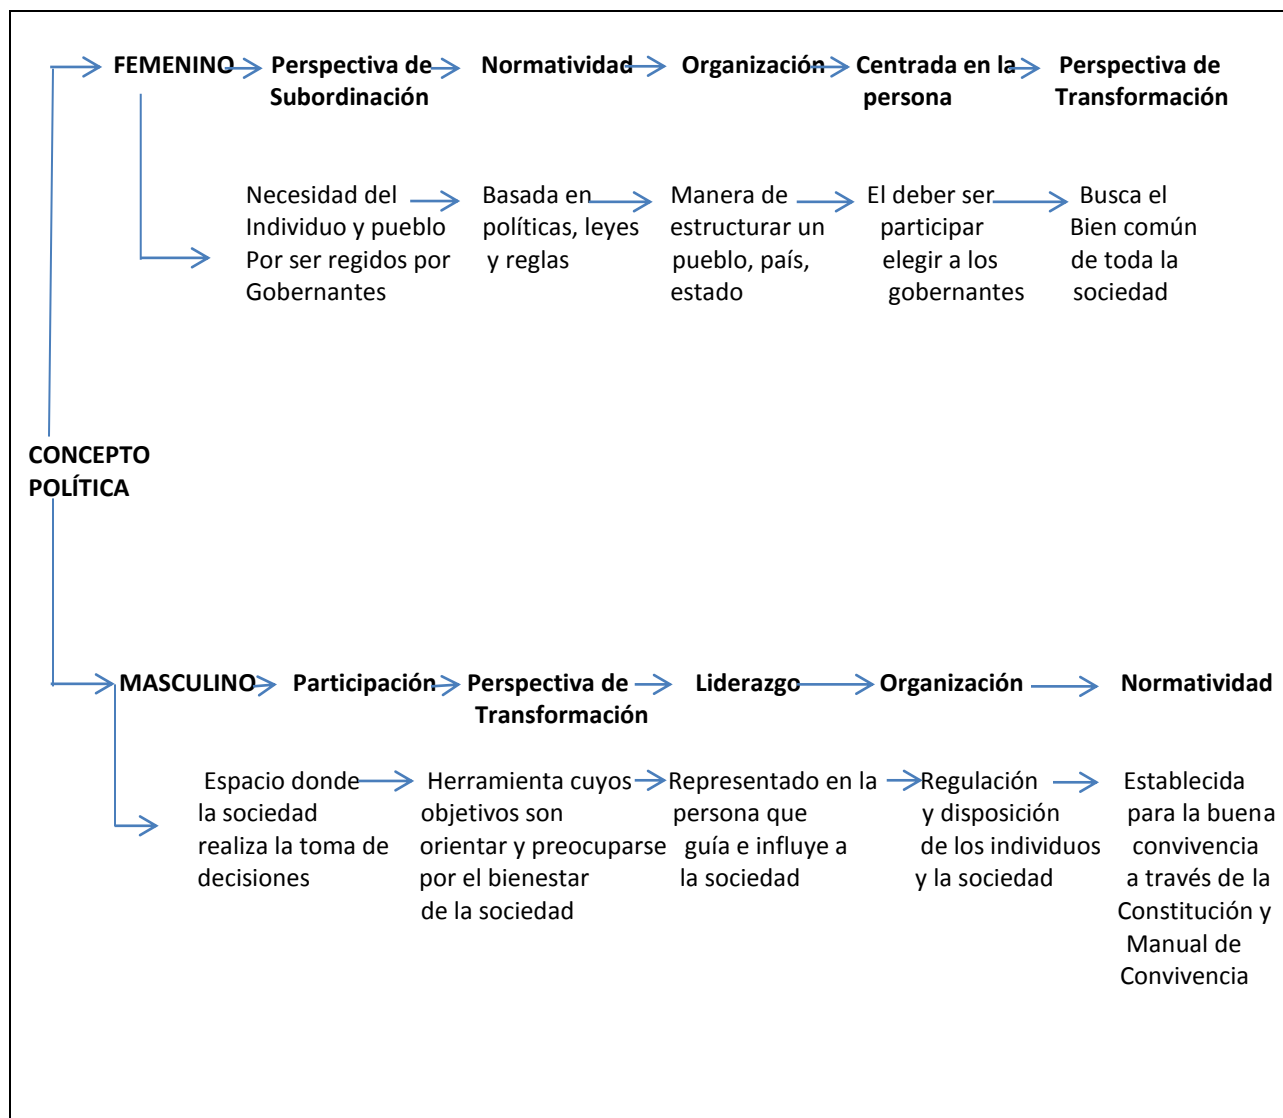 FEMENINO Perspectiva de Normatividad Organización Centrada en la Perspectiva de
Subordinación persona Transformación
Necesidad del Basada en Manera de El deber ser Busca el
Individuo y pueblo políticas, leyes estructurar un participar Bien común
Por ser regidos por y reglas pueblo, país, elegir a los de toda la
Gobernantes estado gobernantes sociedad
CONCEPTO
POLÍTICA
MASCULINO Participación Perspectiva de Liderazgo Organización Normatividad
Transformación
Espacio donde Herramienta cuyos Representado en la Regulación Establecida
la sociedad objetivos son persona que y disposición para la buena
realiza la toma de orientar y preocuparse guía e influye a de los individuos convivencia
decisiones por el bienestar la sociedad y la sociedad a través de la
de la sociedad Constitución y
Manual de
Convivencia